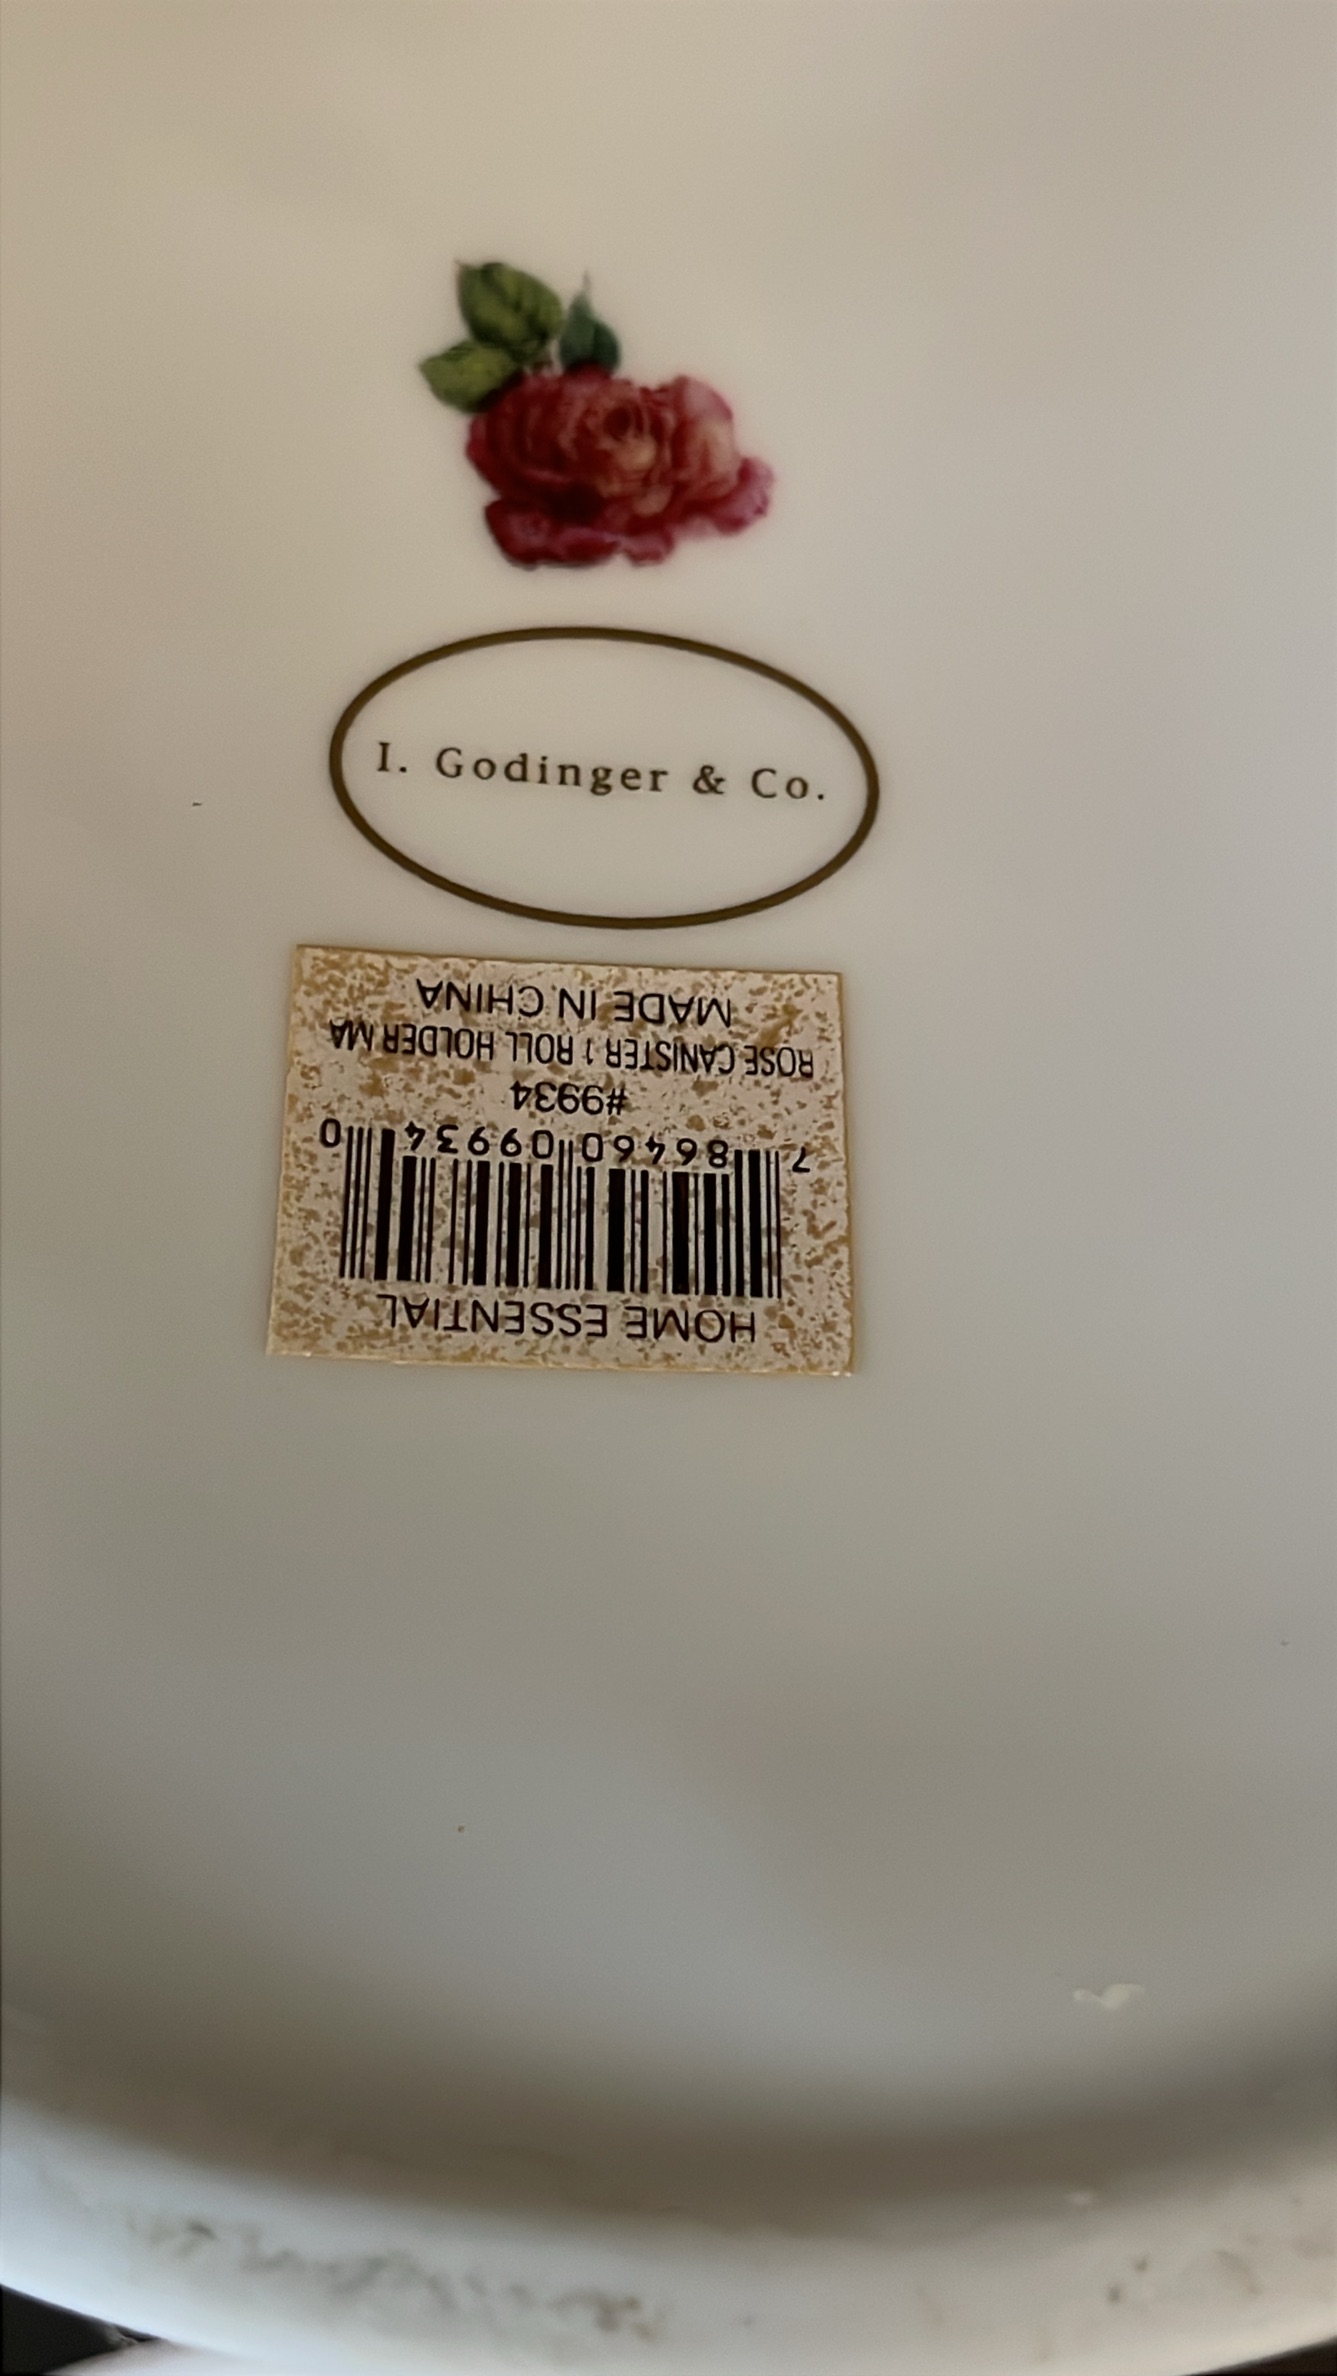 I. Godinger & Co.
HOME ESSENTIAL
7 86460 09934 0
#9934
ROSE CANISTER 1 ROLL HOLDER MA
MADE IN CHINA